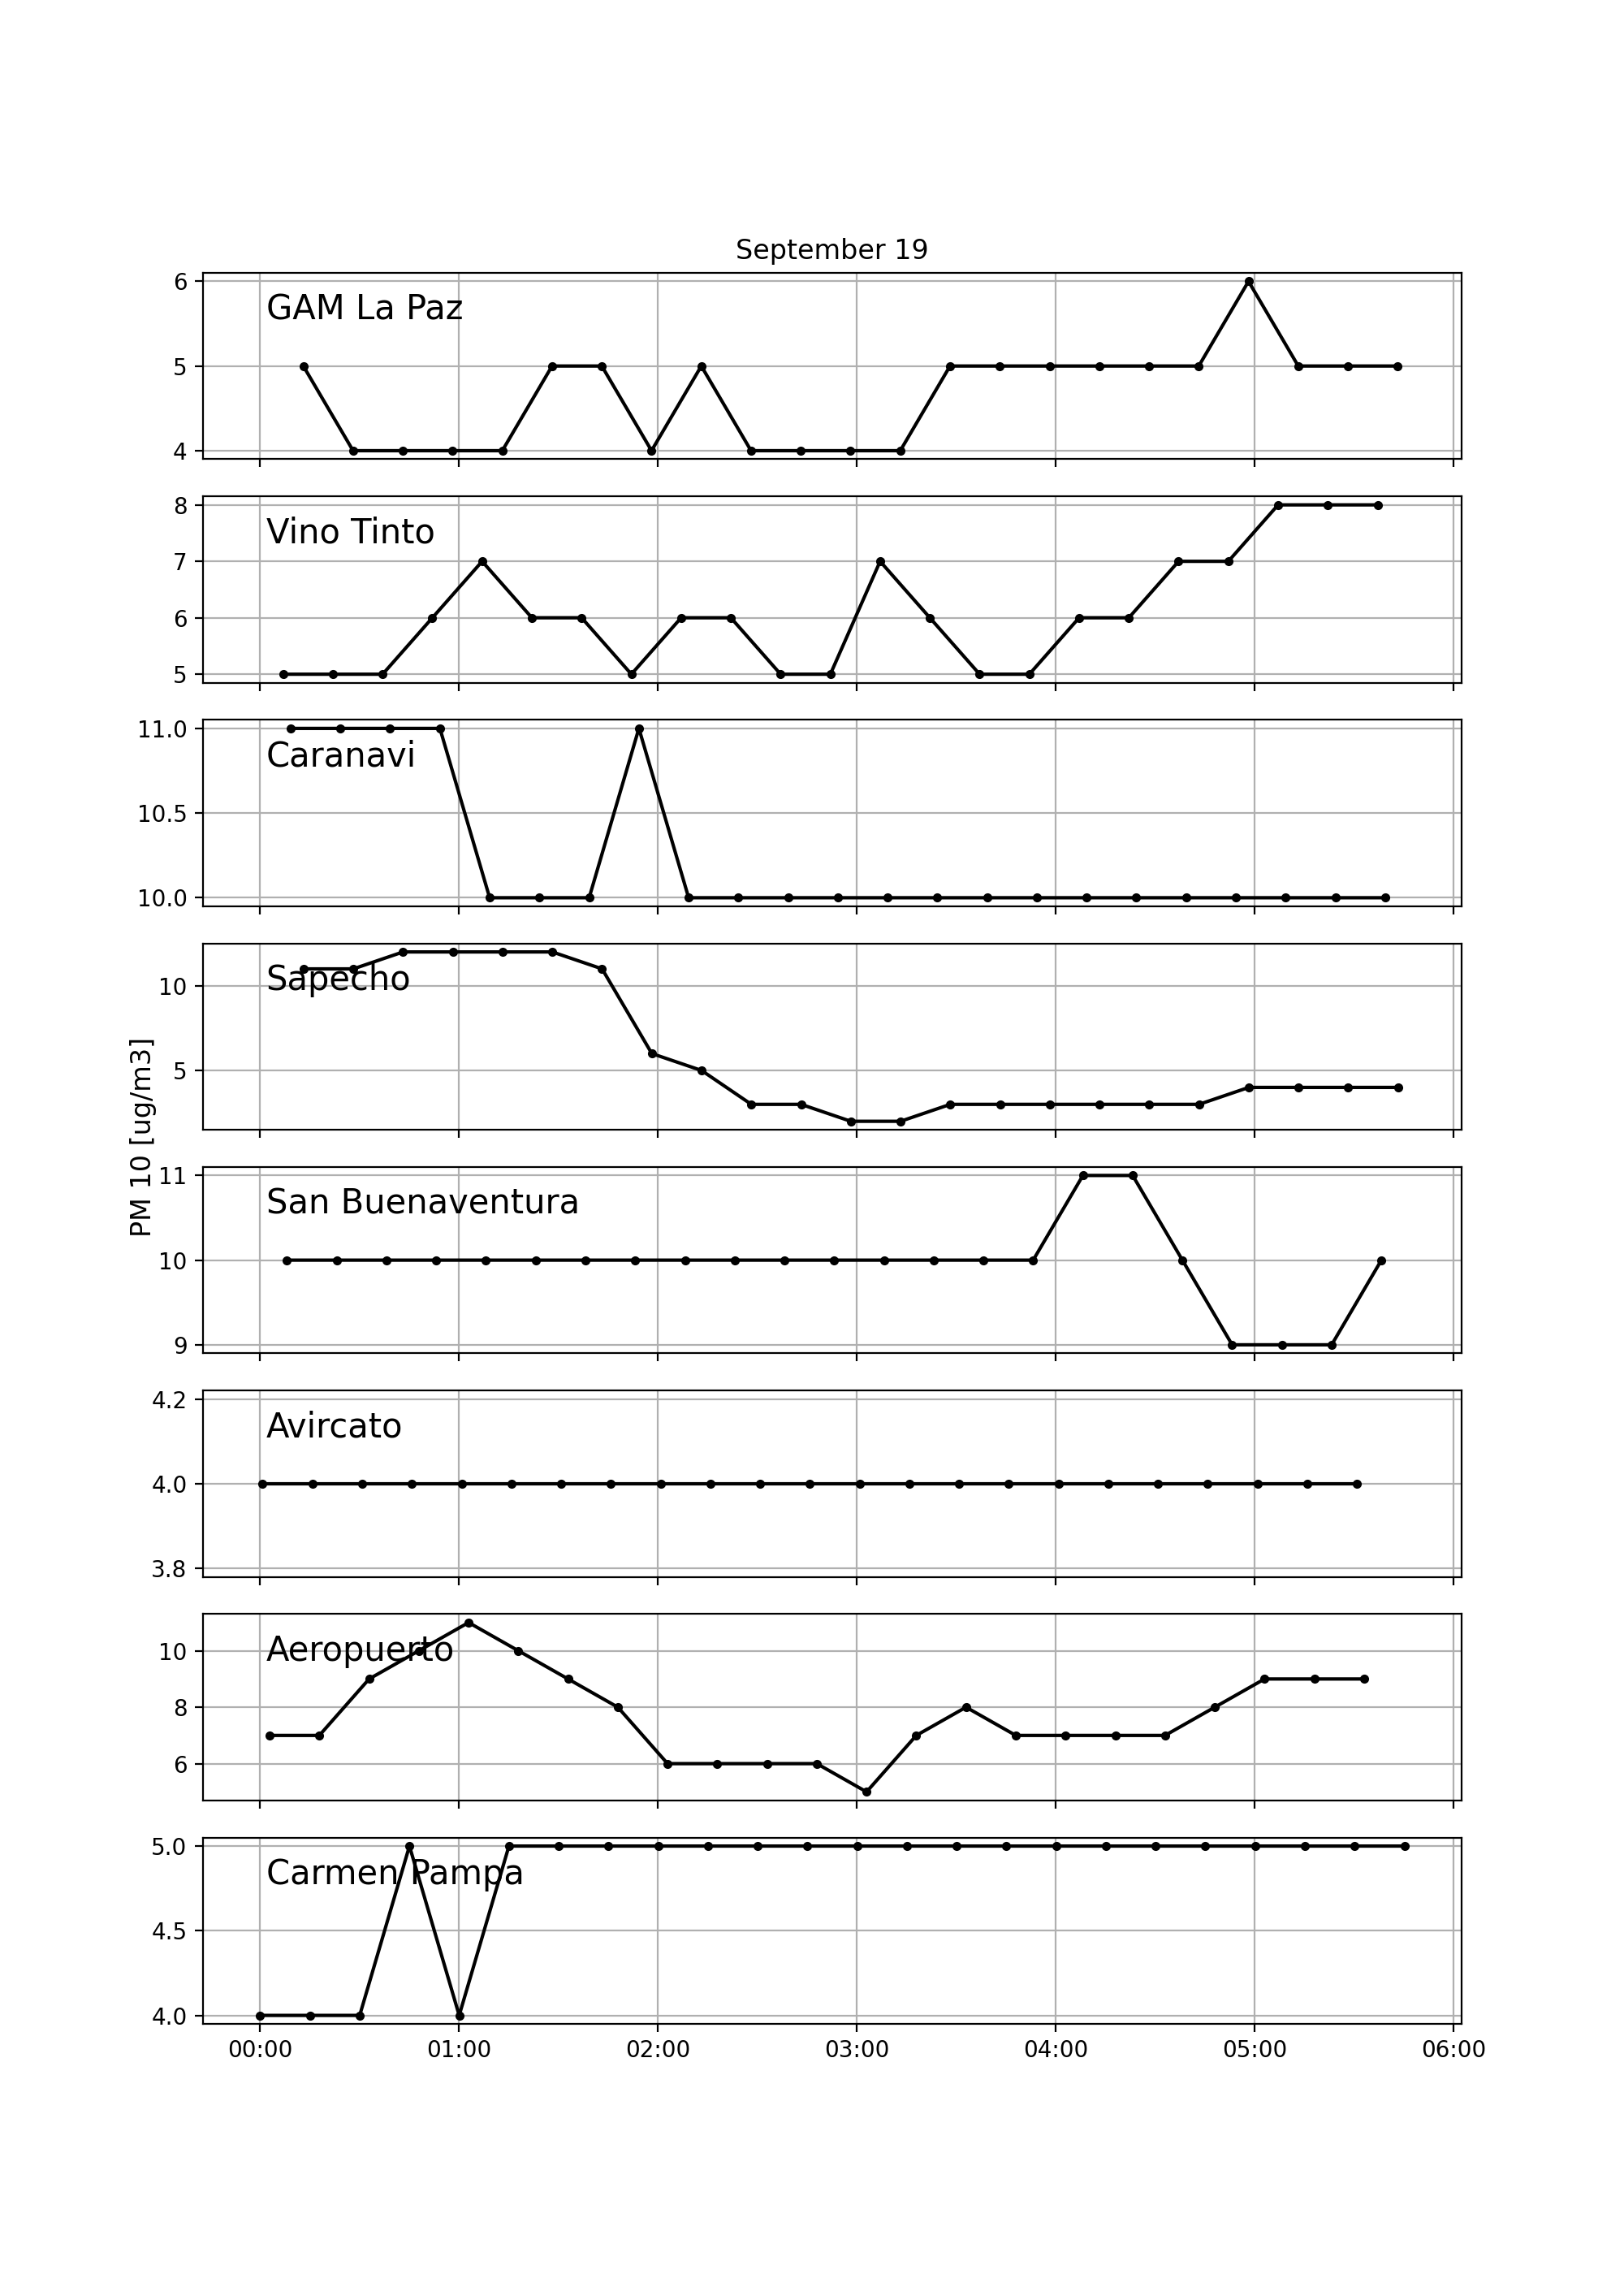 September 19
6
GAM La Paz
5
4
8
Vino Tinto
7
6
5
11.0
Caranavi
10.5
10.0
Sapecho
10
5
PM 10 [ug/m3]
11
San Buenaventura
10
9
4.2
Avircato
4.0
3.8
Aeropuerto
10
8
6
5.0
Carmen Pampa
4.5
4.0
00:00 01:00 02:00 03:00 04:00 05:00 06:00